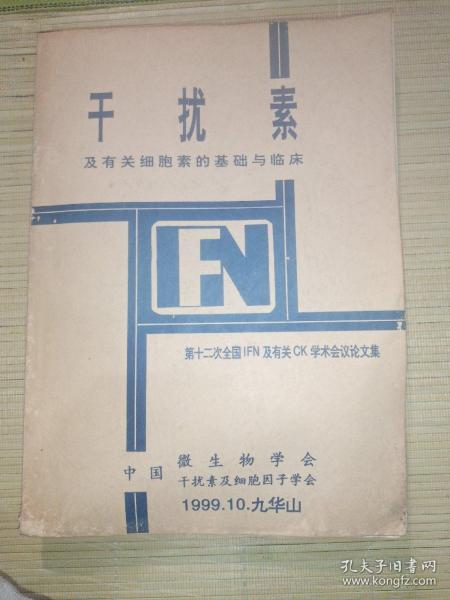 干扰素
及有关细胞素的基础与临床
IFN
第十二次全国IFN及有关CK学术会议论文集
中国 微生物学会
干扰素及细胞因子学会
1999.10.九华山
孔夫子旧书网
www.kongfz.com